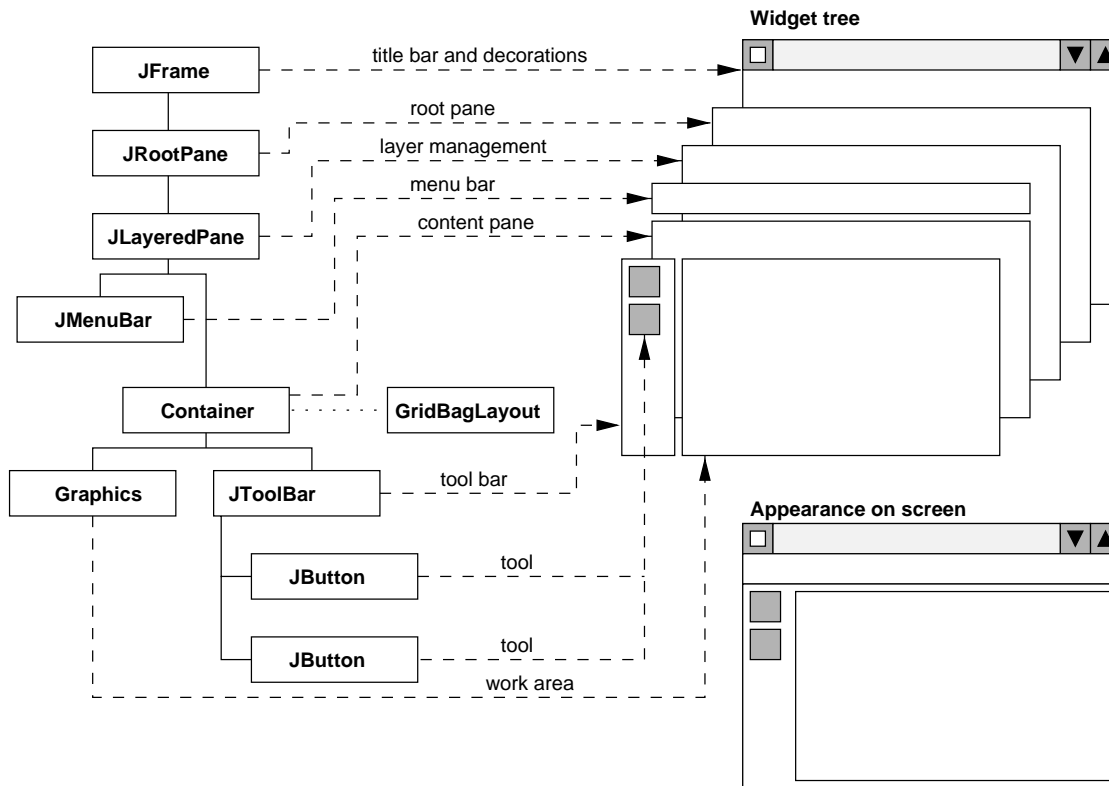 Widget tree
JFrame
title bar and decorations
root pane
JRootPane
layer management
menu bar
JLayeredPane
content pane
JMenuBar
Container
GridBagLayout
Graphics
JToolBar
tool bar
Appearance on screen
JButton
tool
JButton
tool
work area